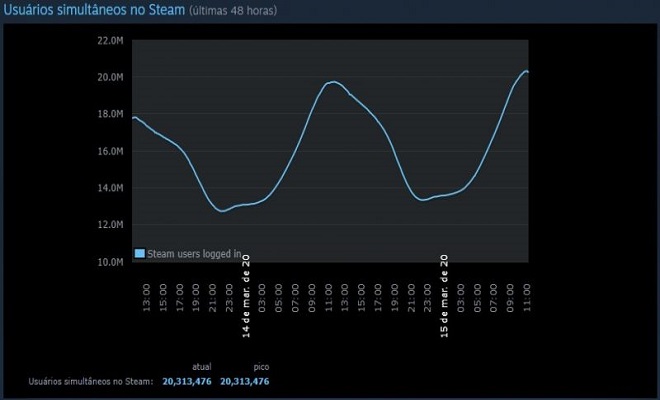 Usuários simultâneos no Steam (últimas 48 horas)
22.0M
20.0M
18.0M
16.0M
14.0M
12.0M
10.0M
Steam users logged in
13:00
15:00
17:00
19:00
21:00
23:00
14 de mar. de 20
03:00
05:00
07:00
09:00
11:00
13:00
15:00
17:00
19:00
21:00
23:00
15 de mar. de 20
03:00
05:00
07:00
09:00
11:00
atual pico
Usuários simultâneos no Steam: 20,313,476 20,313,476